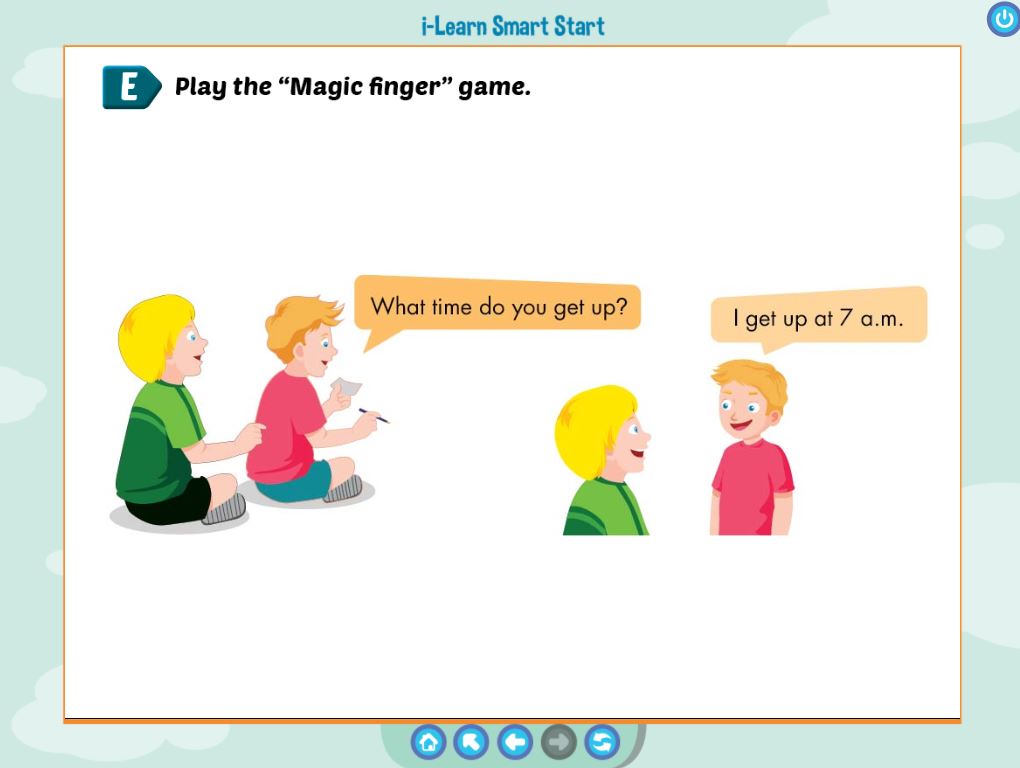 i-Learn Smart Start
E Play the “Magic finger” game.
What time do you get up?
I get up at 7 a.m.